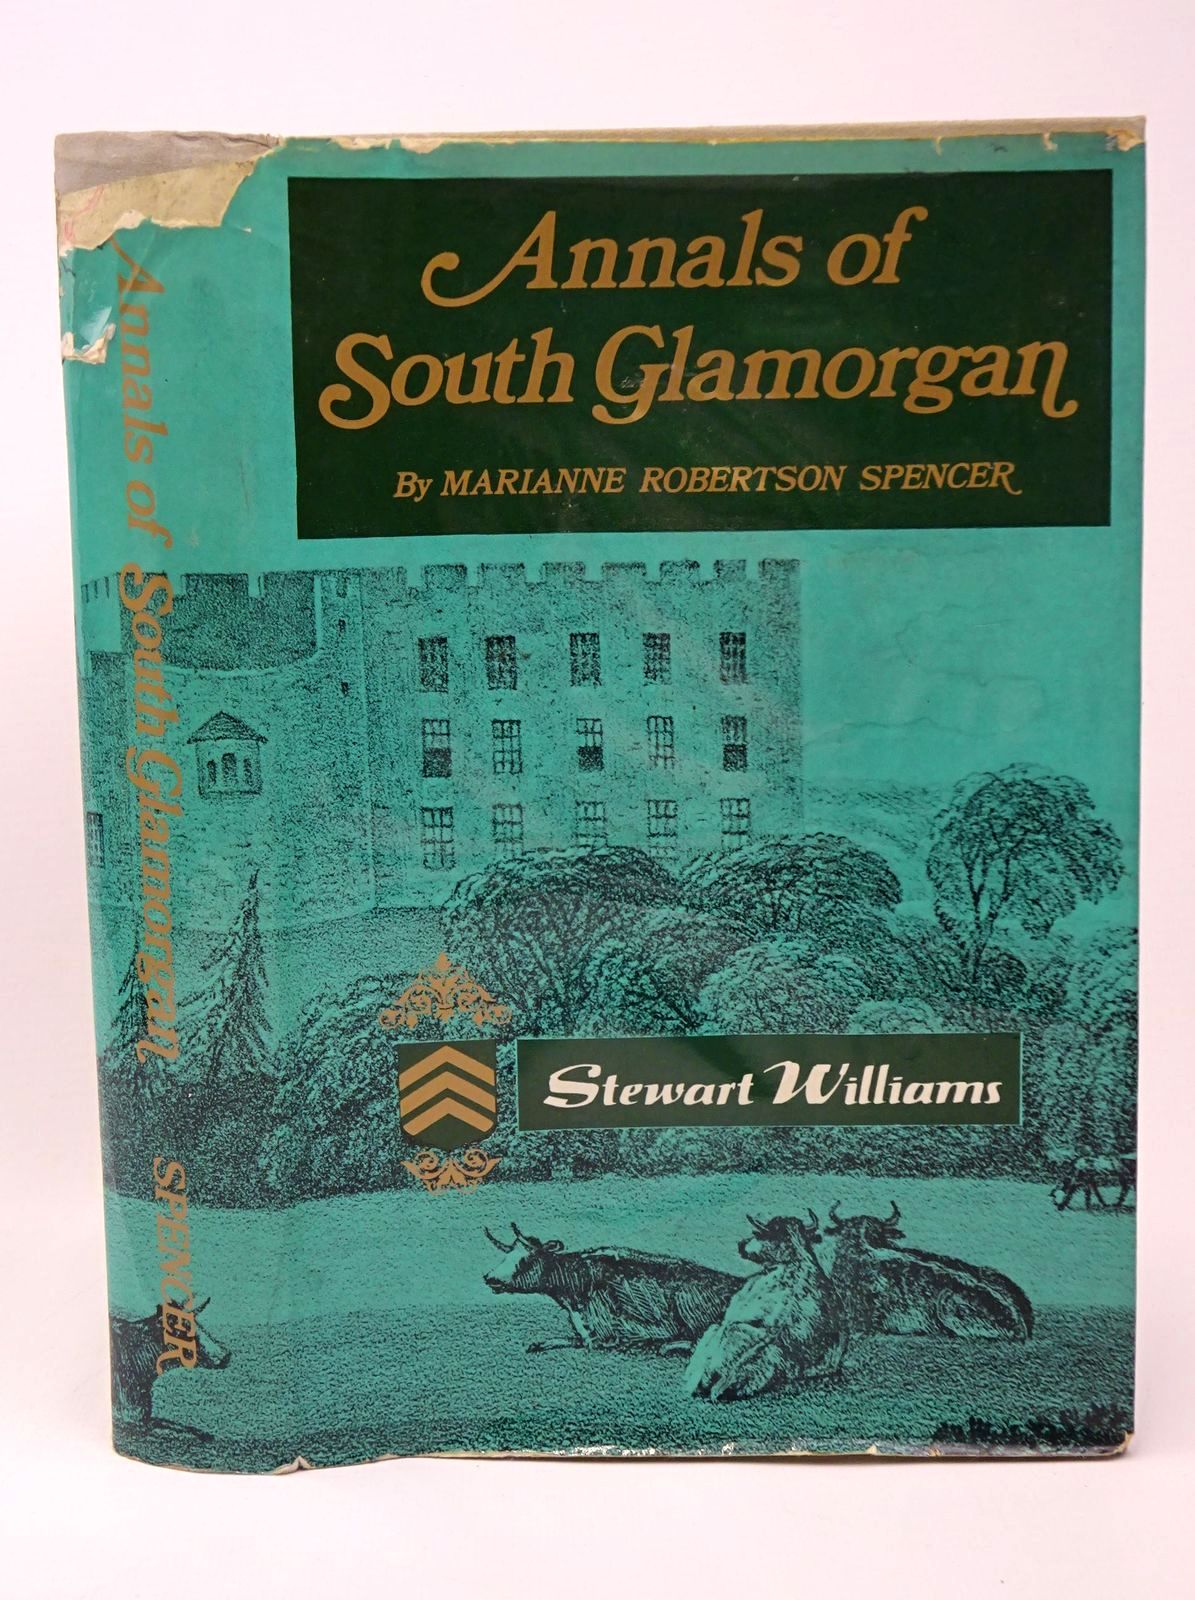 Annals of
South Glamorgan
By MARIANNE ROBERTSON SPENCER
Stewart Williams
Annals of South Glamorgan SPENCER